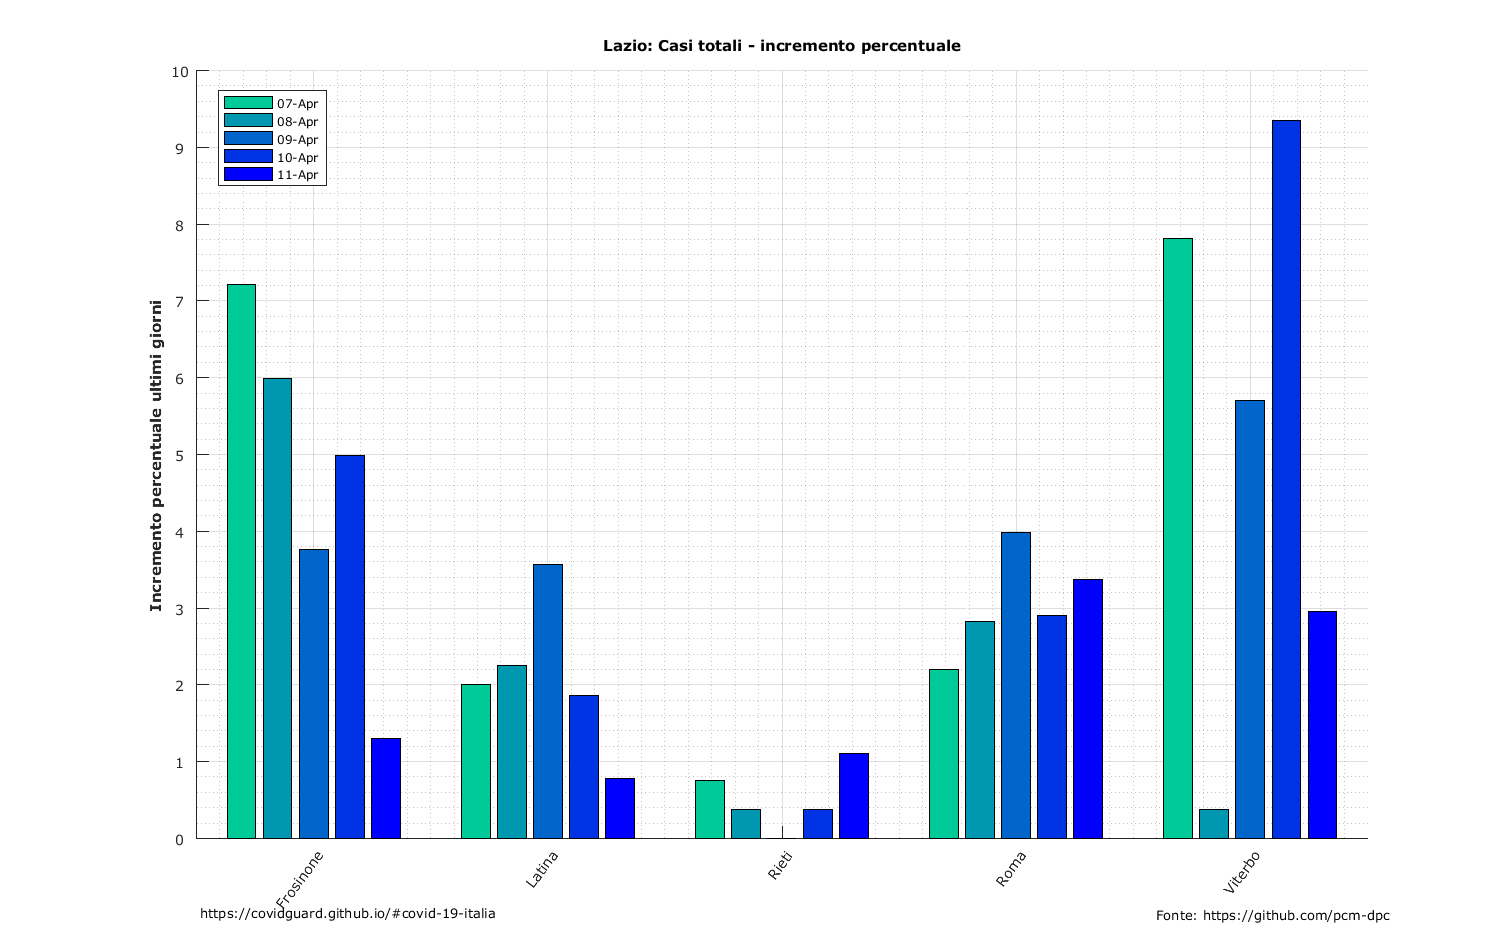 Lazio: Casi totali - incremento percentuale
Incremento percentuale ultimi giorni
10
9
8
7
6
5
4
3
2
1
0
07-Apr
08-Apr
09-Apr
10-Apr
11-Apr
Frosinone
Latina
Rieti
Roma
Viterbo
https://covidguard.github.io/#covid-19-italia
Fonte: https://github.com/pcm-dpc